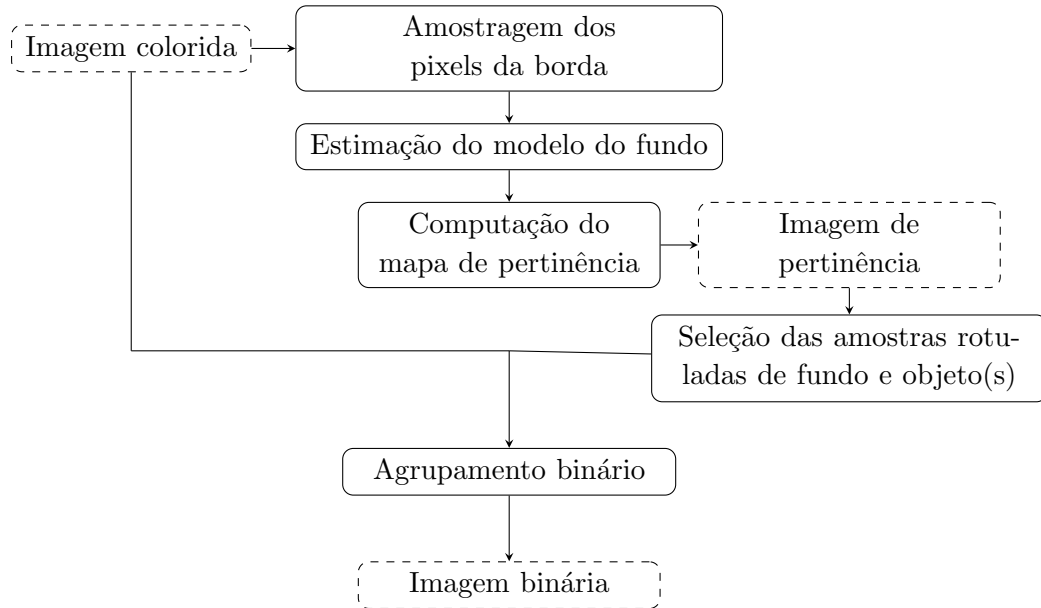 Imagem colorida
Amostragem dos
pixels da borda
Estimação do modelo do fundo
Computação do
mapa de pertinência
Imagem de
pertinência
Seleção das amostras rotu-
ladas de fundo e objeto(s)
Agrupamento binário
Imagem binária